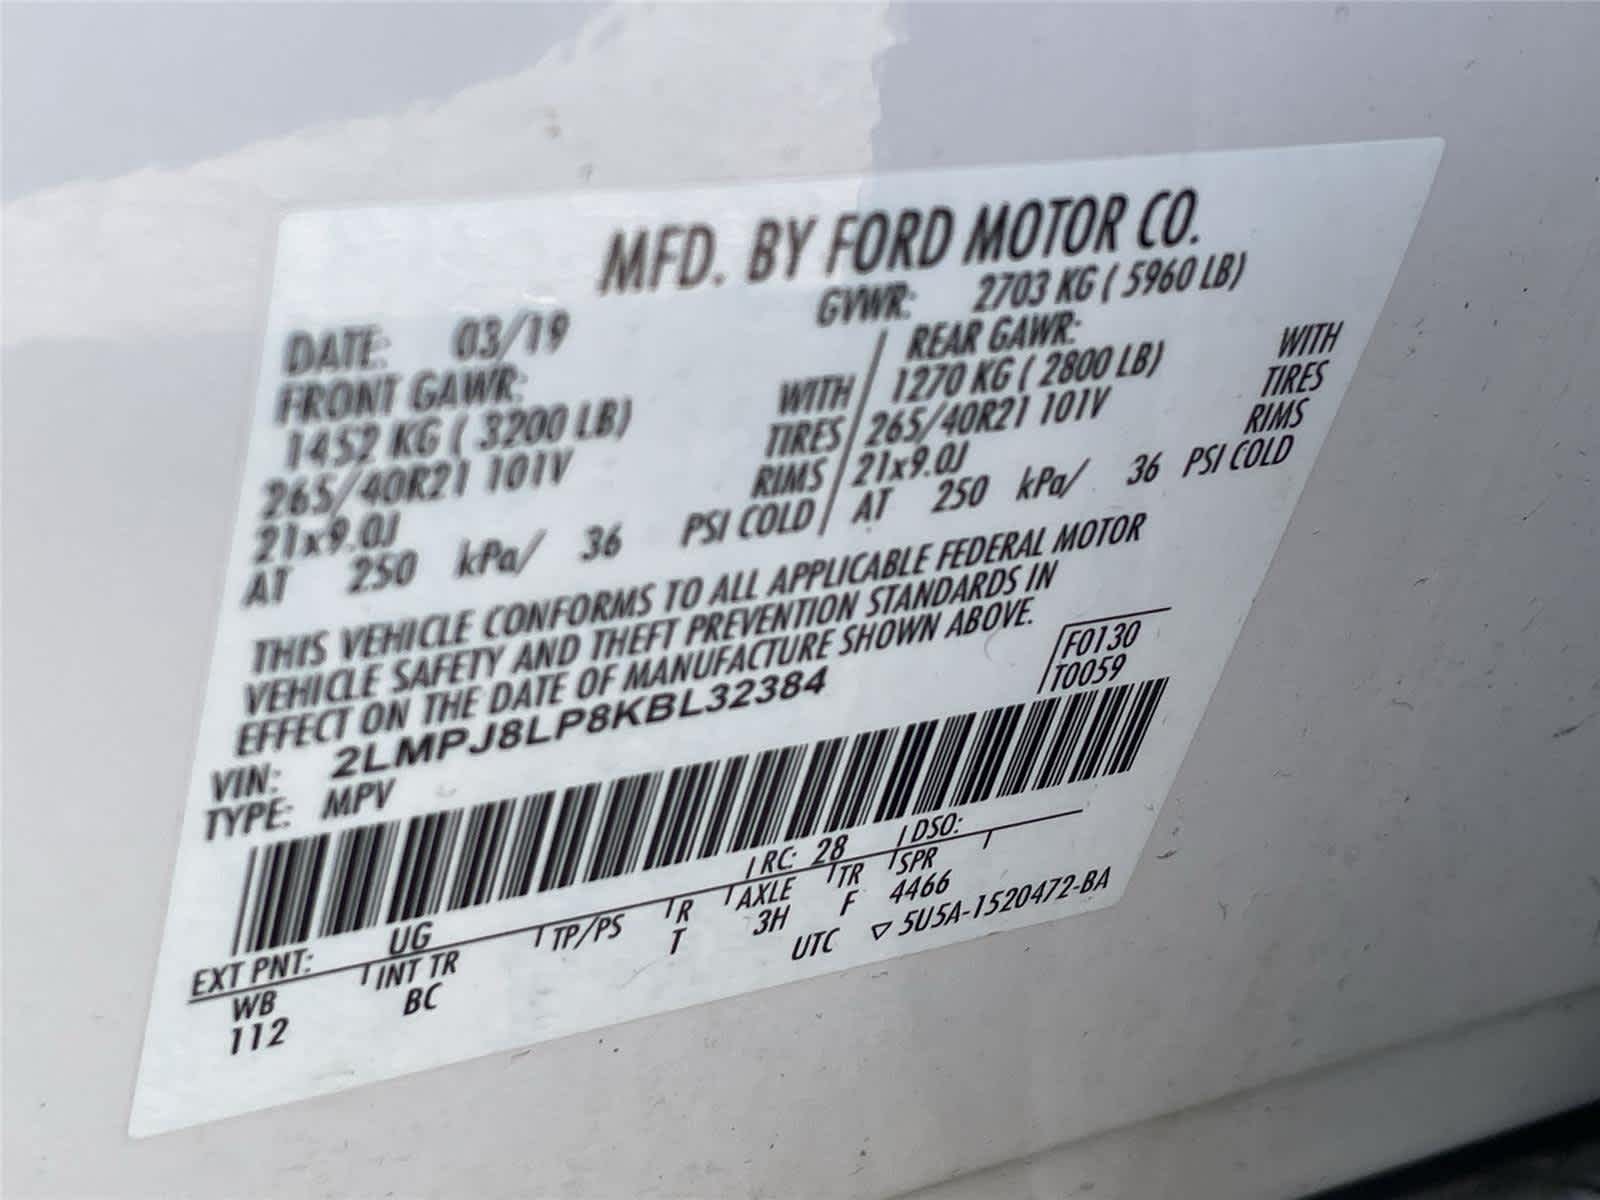 MFD. BY FORD MOTOR CO.
DATE: 03/19 GVWR: 2703 KG ( 5960 LB)
FRONT GAWR: REAR GAWR:
1452 KG ( 3200 LB) WITH 1270 KG ( 2800 LB) WITH
265/40R21 101V TIRES 265/40R21 101V TIRES
21x9.0J RIMS 21x9.0J RIMS
AT 250 kPa/ 36 PSI COLD AT 250 kPa/ 36 PSI COLD
THIS VEHICLE CONFORMS TO ALL APPLICABLE FEDERAL MOTOR
VEHICLE SAFETY AND THEFT PREVENTION STANDARDS IN
EFFECT ON THE DATE OF MANUFACTURE SHOWN ABOVE.
F0130
VIN: 2LMPJ8LP8KBL32384 T0059
TYPE: MPV
EXT PNT: UG RC: 28 DSO:
WB INT TR TP/PS R AXLE TR SPR
112 BC T 3H F 4466
UTC ▽ 5U5A-1520472-BA